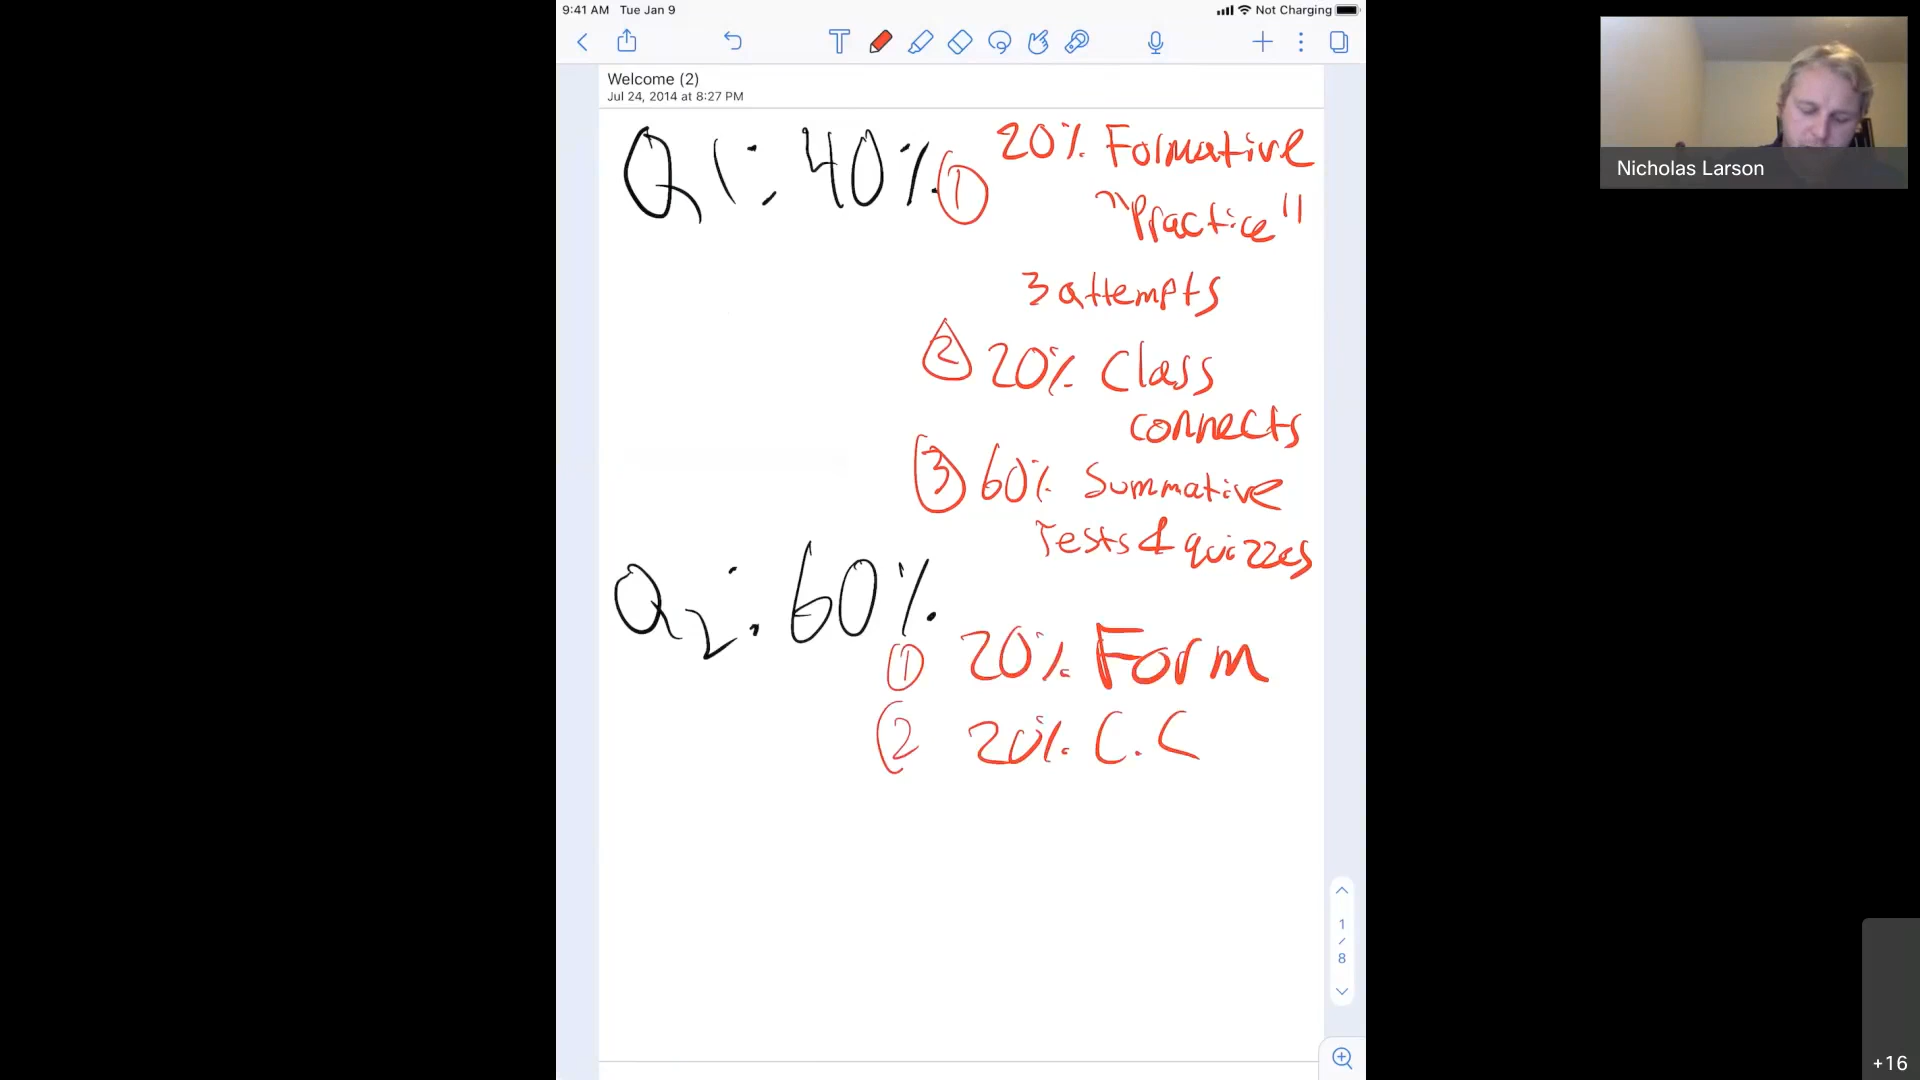 9:41 AM Tue Jan 9
Not Charging
Welcome (2)
Jul 24, 2014 at 8:27 PM
Nicholas Larson
Q1: 40%
① 20% Formative
"Practice"
3 attempts
② 20% Class
connects
③ 60% Summative
Tests & quizzes
Q2: 60%
① 20% Form
② 20% C.C
1
/
8
+16